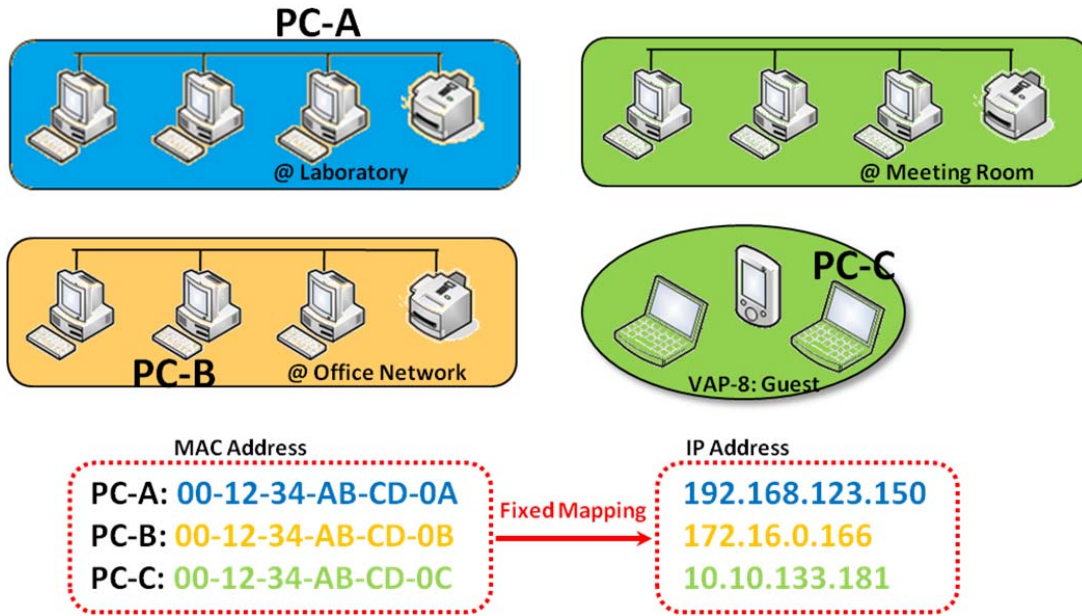 PC-A
@ Laboratory
@ Meeting Room
PC-B
@ Office Network
PC-C
VAP-8: Guest
MAC Address
PC-A: 00-12-34-AB-CD-0A
PC-B: 00-12-34-AB-CD-0B
PC-C: 00-12-34-AB-CD-0C
Fixed Mapping
IP Address
192.168.123.150
172.16.0.166
10.10.133.181